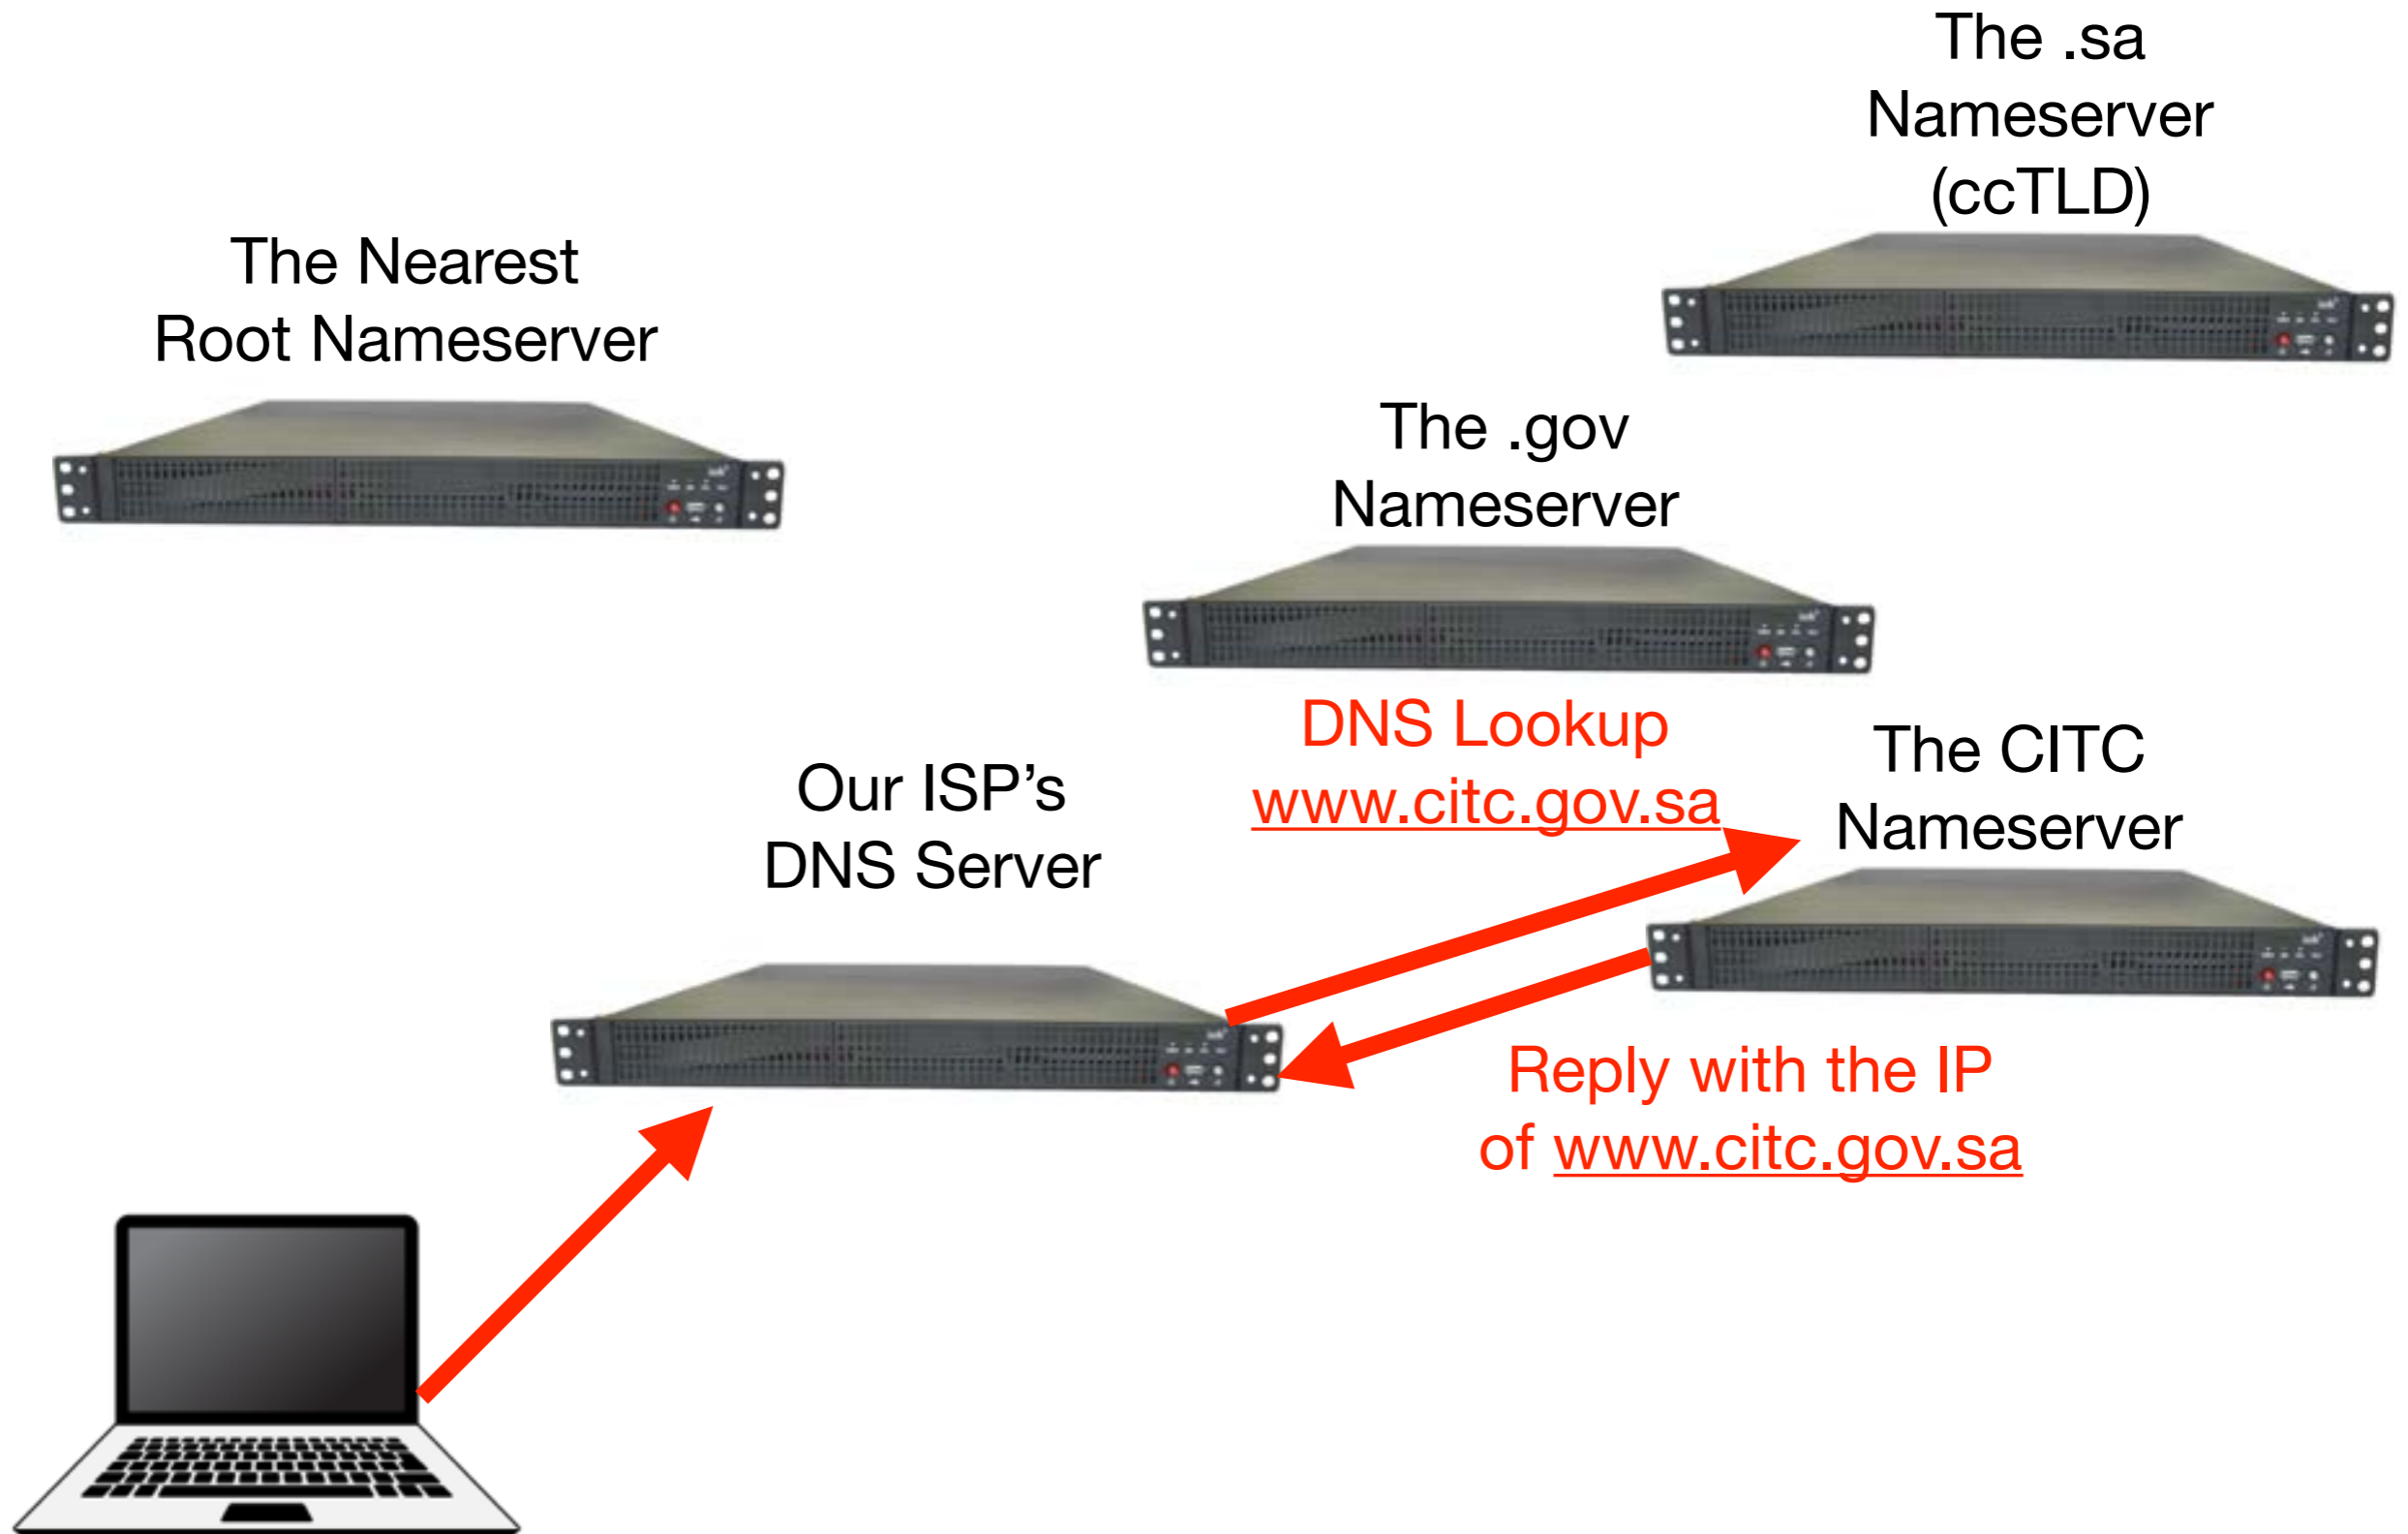 The .sa
Nameserver
(ccTLD)
The Nearest
Root Nameserver
The .gov
Nameserver
DNS Lookup
www.citc.gov.sa
The CITC
Nameserver
Our ISP’s
DNS Server
Reply with the IP
of www.citc.gov.sa